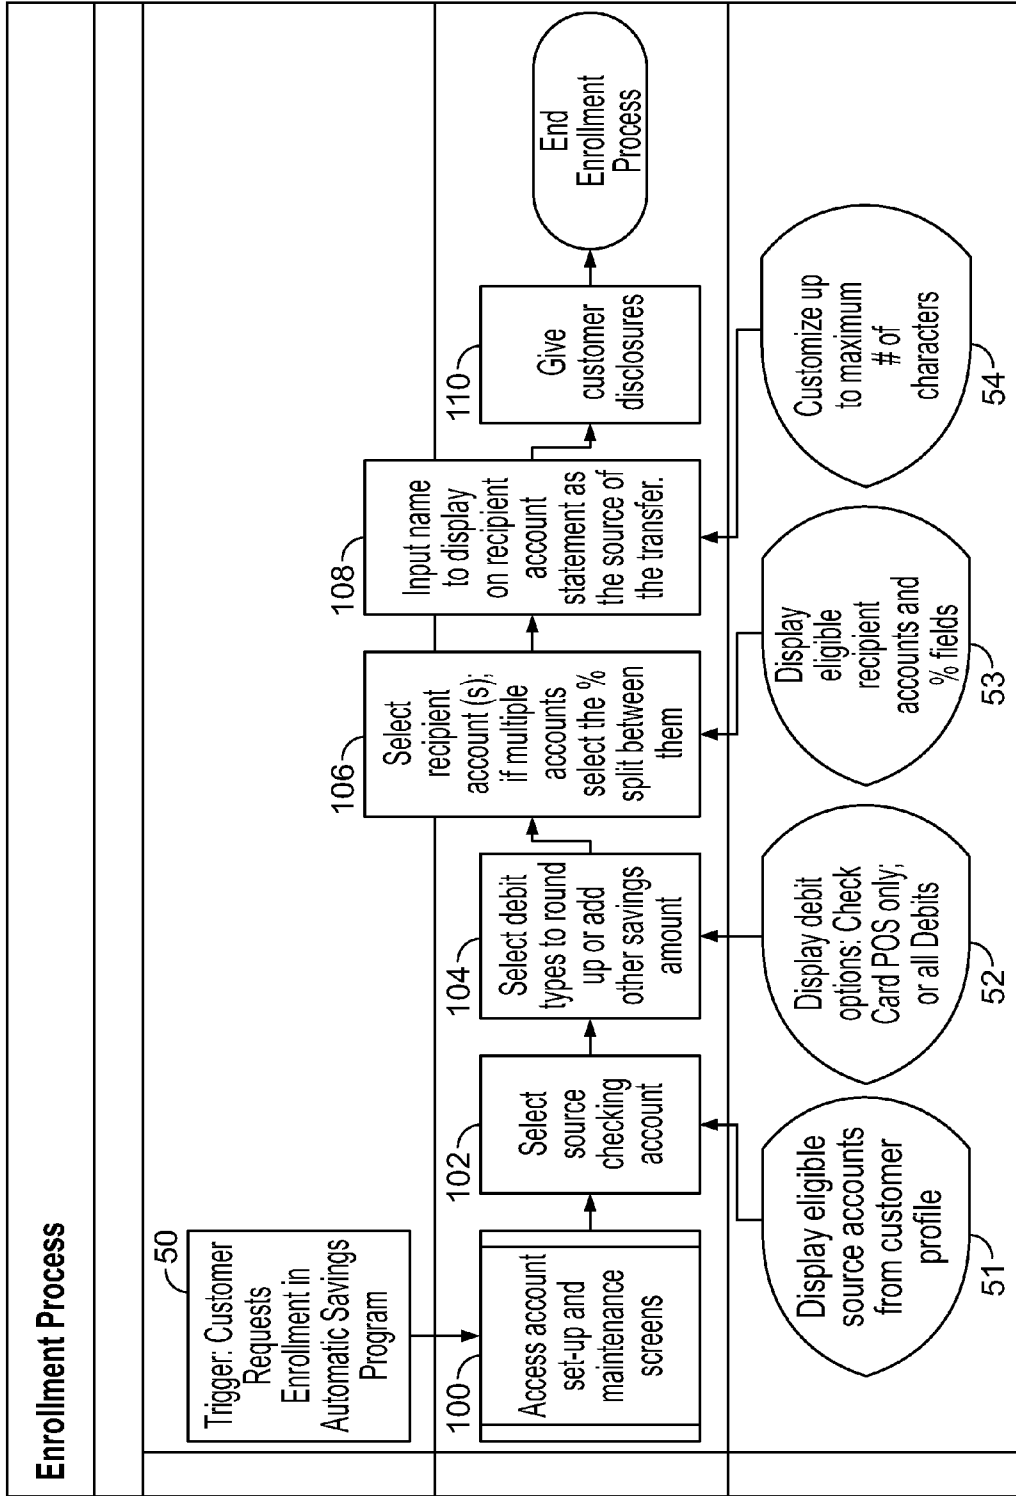 Enrollment Process
50
Trigger: Customer
Requests
Enrollment in
Automatic Savings
Program
100
Access account
set-up and
maintenance
screens
102
Select
source
checking
account
104
Select debit
types to round
up or add
other savings
amount
106
Select
recipient
account (s);
if multiple
accounts
select the %
split between
them
108
Input name
to display
on recipient
account
statement as
the source of
the transfer.
110
Give
customer
disclosures
End
Enrollment
Process
Display eligible
source accounts
from customer
profile
51
Display debit
options: Check
Card POS only;
or all Debits
52
Display
eligible
recipient
accounts and
% fields
53
Customize up
to maximum
# of
characters
54